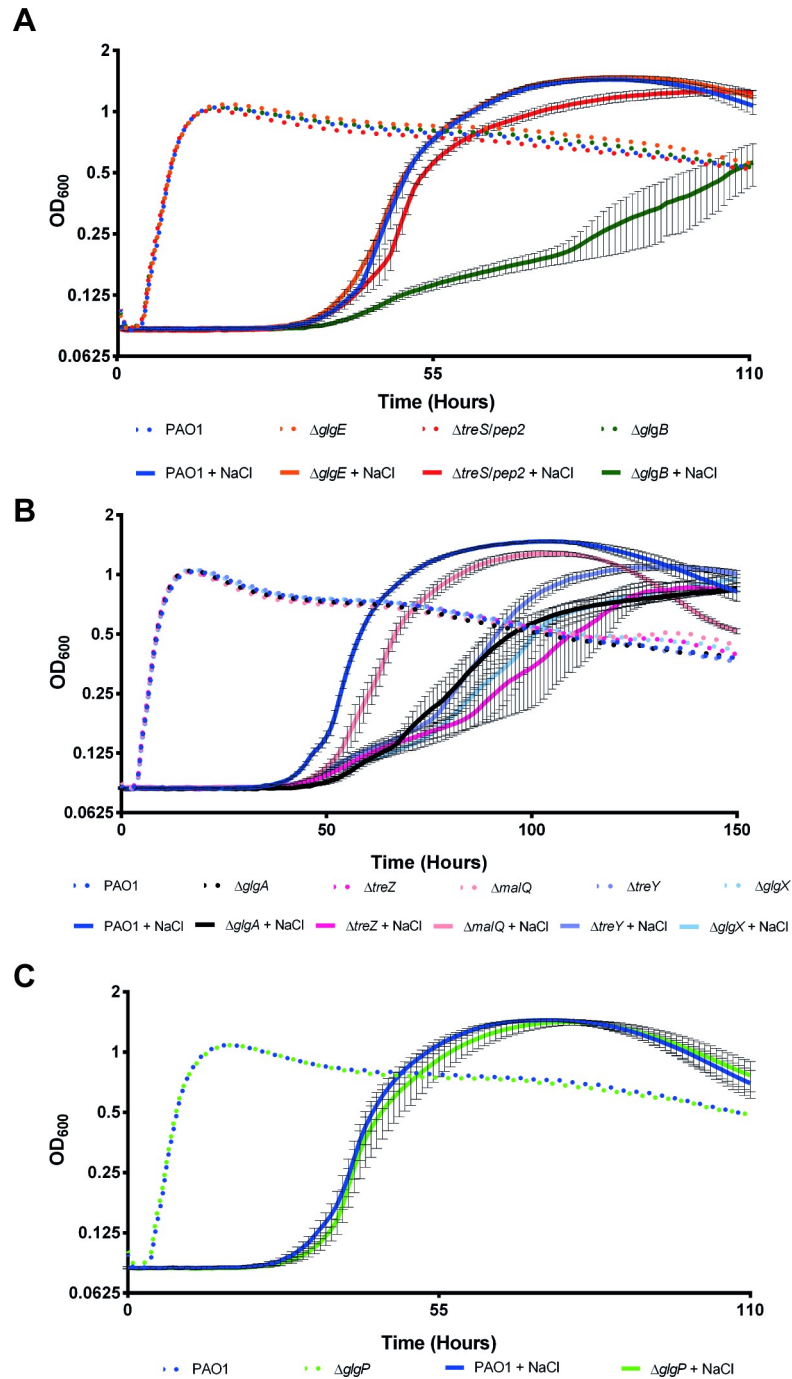 A
2
1
0.5
0.25
0.125
0.0625
OD600
0 55 110
Time (Hours)
PAO1 ΔglgE ΔtreS/pep2 ΔglgB
PAO1 + NaCl ΔglgE + NaCl ΔtreS/pep2 + NaCl ΔglgB + NaCl
B
2
1
0.5
0.25
0.125
0.0625
OD600
0 50 100 150
Time (Hours)
PAO1 ΔglgA ΔtreZ ΔmalQ ΔtreY ΔglgX
PAO1 + NaCl ΔglgA + NaCl ΔtreZ + NaCl ΔmalQ + NaCl ΔtreY + NaCl ΔglgX + NaCl
C
2
1
0.5
0.25
0.125
0.0625
OD600
0 55 110
Time (Hours)
PAO1 ΔglgP PAO1 + NaCl ΔglgP + NaCl